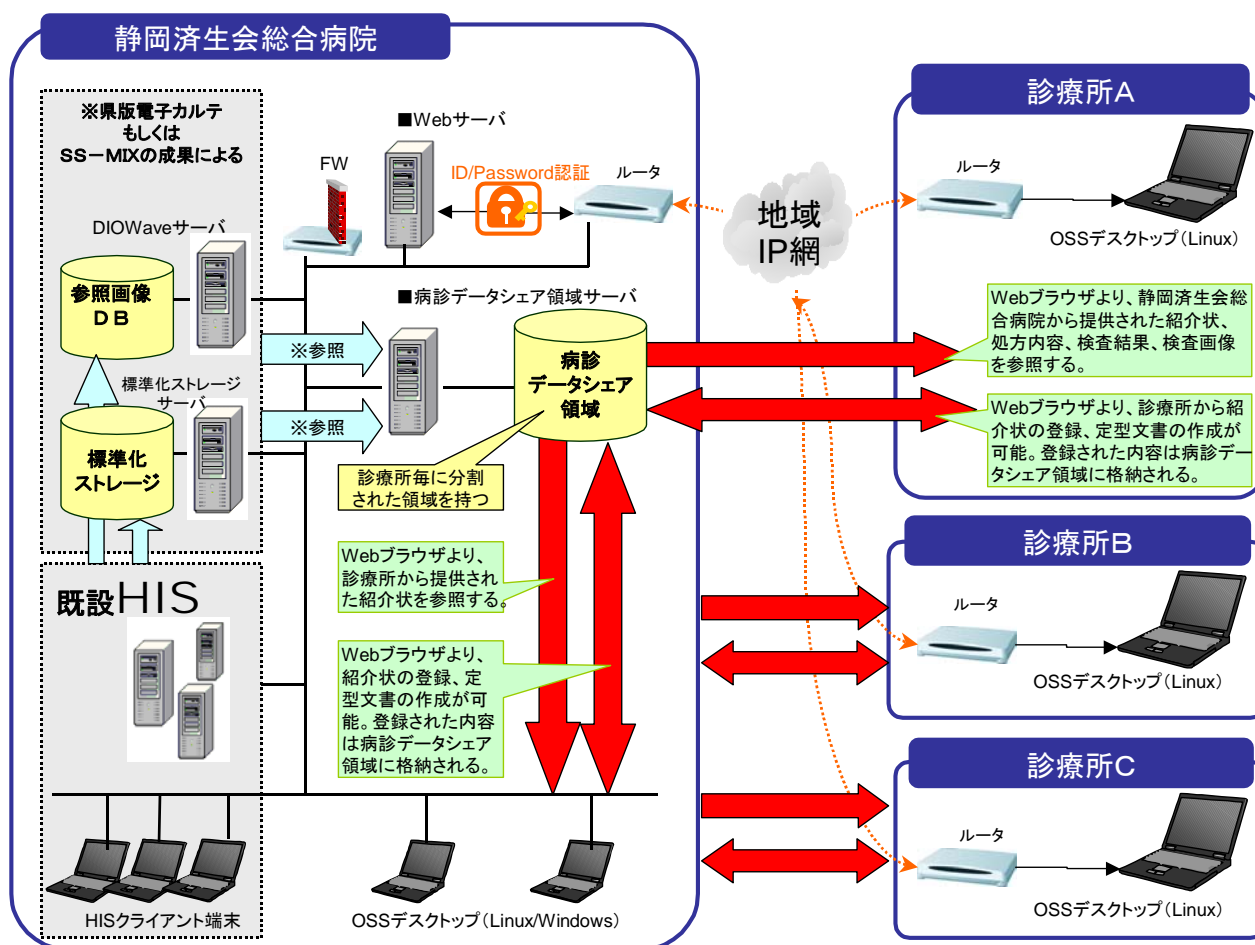 静岡済生会総合病院
※県版電子カルテ
もしくは
SS－MIXの成果による
DIOWaveサーバ
参照画像
ＤＢ
標準化ストレージ
サーバ
標準化
ストレージ
既設HIS
HISクライアント端末
FW
■Webサーバ
ID/Password認証
ルータ
■病診データシェア領域サーバ
※参照
※参照
病診
データシェア
領域
診療所毎に分割
された領域を持つ
Webブラウザより、
診療所から提供され
た紹介状を参照する。
Webブラウザより、
紹介状の登録、定
型文書の作成が可
能。登録された内容
は病診データシェア
領域に格納される。
OSSデスクトップ（Linux/Windows）
地域
IP網
診療所A
ルータ
OSSデスクトップ（Linux）
Webブラウザより、静岡済生会総
合病院から提供された紹介状、
処方内容、検査結果、検査画像
を参照する。
Webブラウザより、診療所から紹
介状の登録、定型文書の作成が
可能。登録された内容は病診デー
タシェア領域に格納される。
診療所B
ルータ
OSSデスクトップ（Linux）
診療所C
ルータ
OSSデスクトップ（Linux）